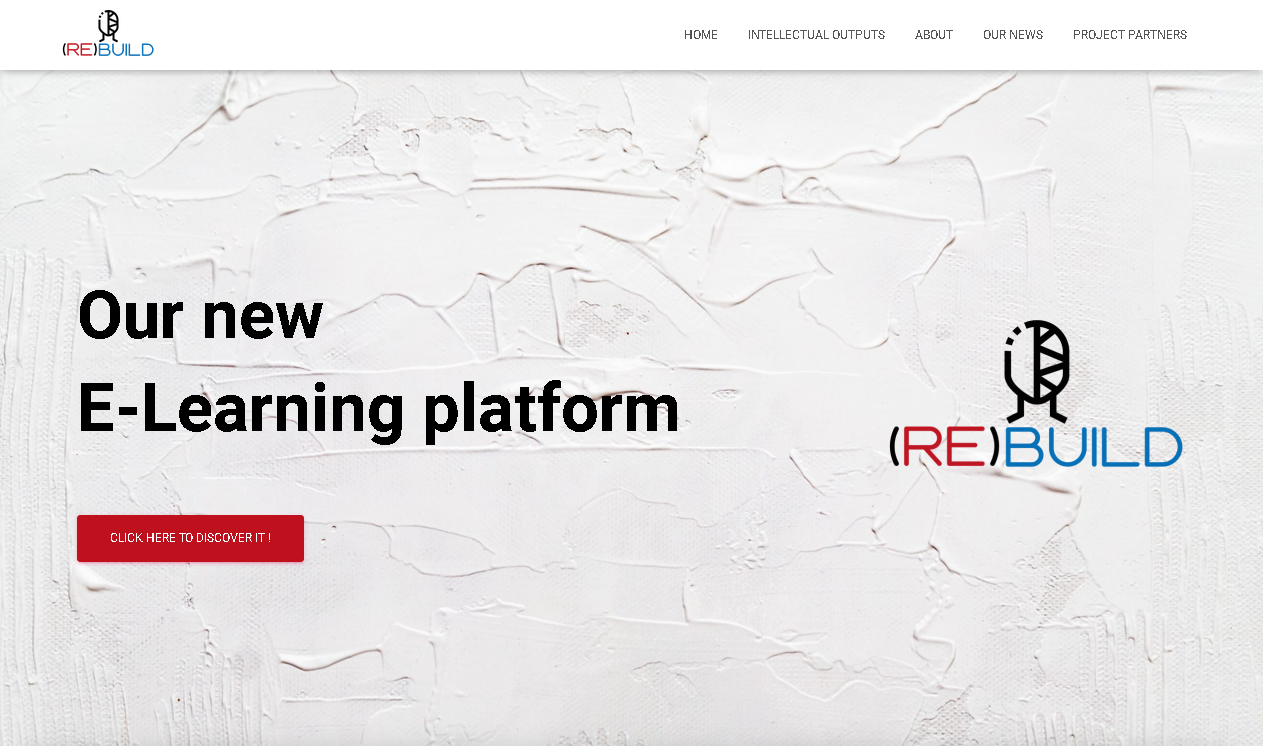 (RE)BUILD
HOME INTELLECTUAL OUTPUTS ABOUT OUR NEWS PROJECT PARTNERS
Our new
E-Learning platform
(RE)BUILD
CLICK HERE TO DISCOVER IT !